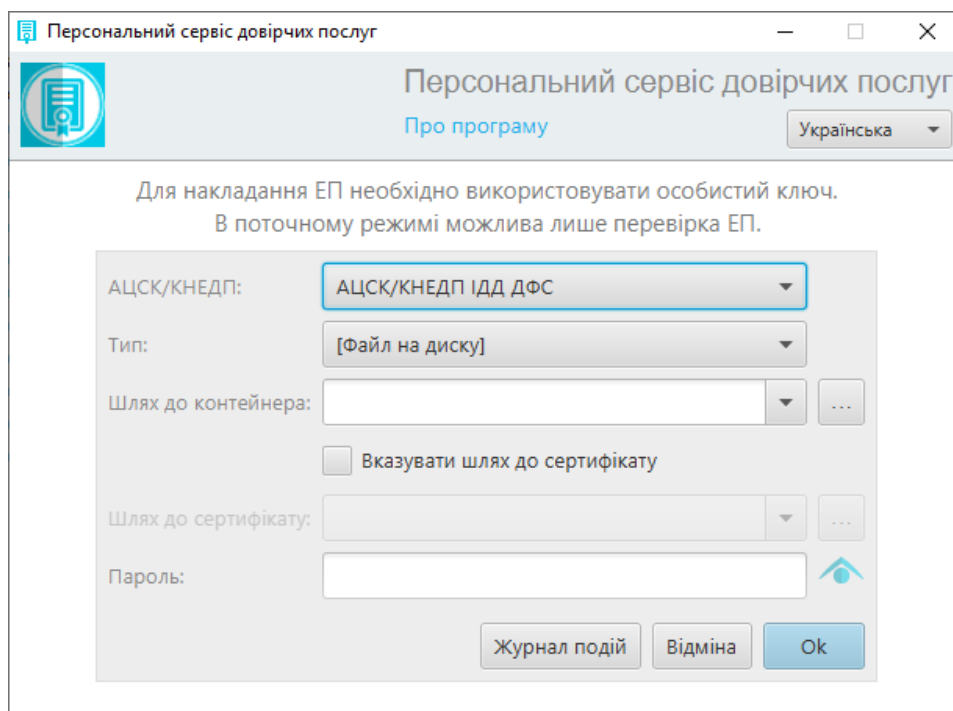 Персональний сервіс довірчих послуг
Персональний сервіс довірчих послуг
Про програму
Українська
Для накладання ЕП необхідно використовувати особистий ключ.
В поточному режимі можлива лише перевірка ЕП.
АЦСК/КНЕДП: АЦСК/КНЕДП ІДД ДФС
Тип: [Файл на диску]
Шлях до контейнера: ...
Вказувати шлях до сертифікату
Шлях до сертифікату: ...
Пароль:
Журнал подій Відміна Ok